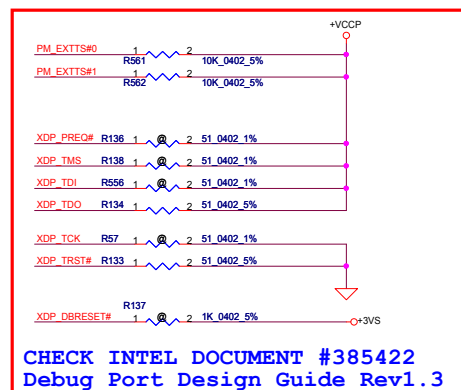 +VCCP
PM_EXTTS#0 1 2
R561 10K_0402_5%
PM_EXTTS#1 1 2
R562 10K_0402_5%
XDP_PREQ# R136 1 @ 2 51_0402_1%
XDP_TMS R138 1 @ 2 51_0402_1%
XDP_TDI R556 1 @ 2 51_0402_1%
XDP_TDO R134 1 2 51_0402_5%
XDP_TCK R57 1 @ 2 51_0402_1%
XDP_TRST# R133 1 2 51_0402_5%
R137
XDP_DBRESET# 1 @ 2 1K_0402_5% +3VS
CHECK INTEL DOCUMENT #385422
Debug Port Design Guide Rev1.3